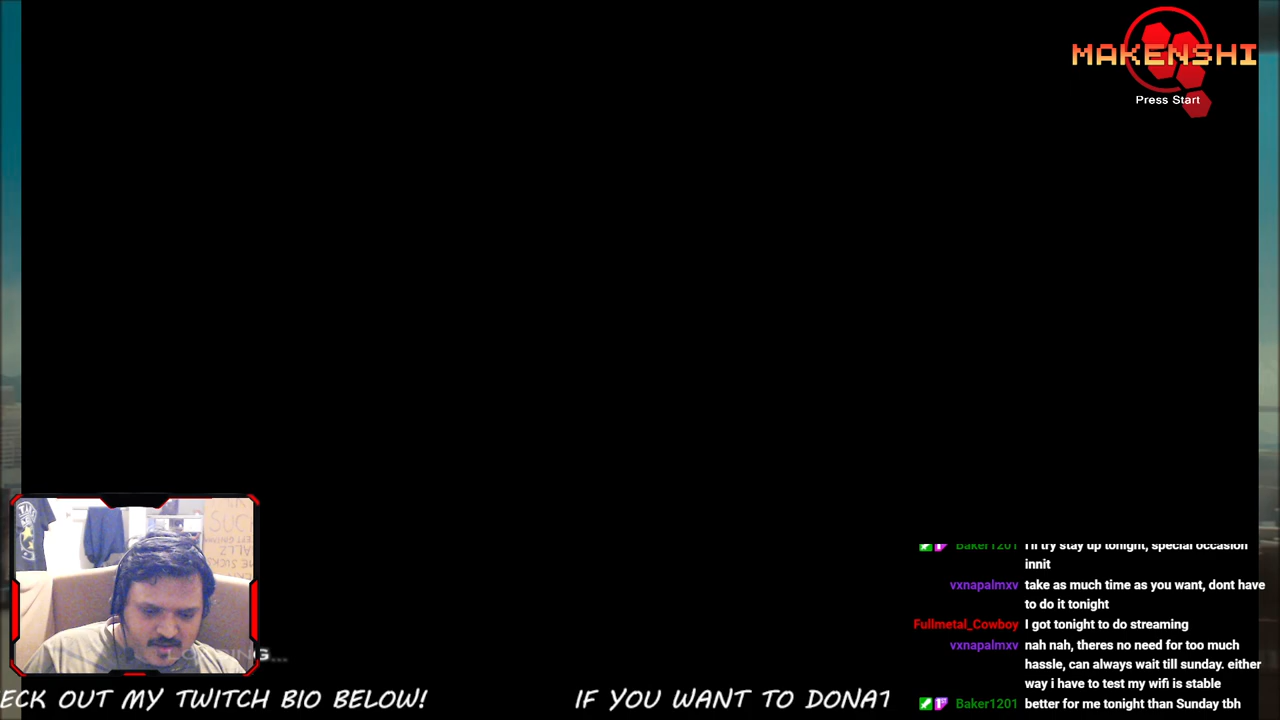 MAKENSHI
Press Start
Baker1201 I'll try stay up tonight, special occasion
innit
vxnapalmxv take as much time as you want, dont have
to do it tonight
Fullmetal_Cowboy I got tonight to do streaming
vxnapalmxv nah nah, theres no need for too much
hassle, can always wait till sunday. either
way i have to test my wifi is stable
Baker1201 better for me tonight than Sunday tbh
SUC
G...
ECK OUT MY TWITCH BIO BELOW! IF YOU WANT TO DONAT